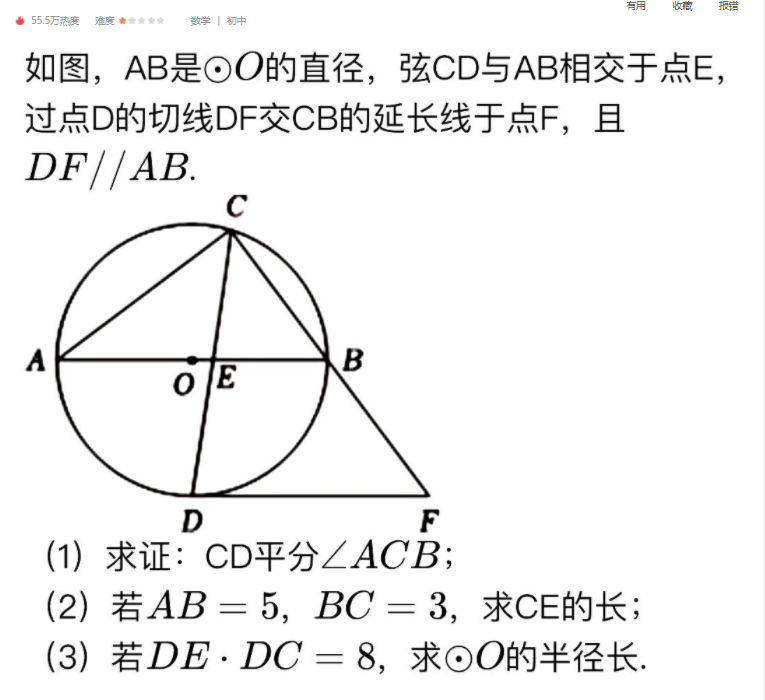 有用 收藏 报错
55.5万热度 难度 数学 | 初中
如图，AB是⊙O的直径，弦CD与AB相交于点E，
过点D的切线DF交CB的延长线于点F，且
DF//AB.
C
A O E B
D F
(1) 求证：CD平分∠ACB；
(2) 若AB = 5，BC = 3，求CE的长；
(3) 若DE · DC = 8，求⊙O的半径长.